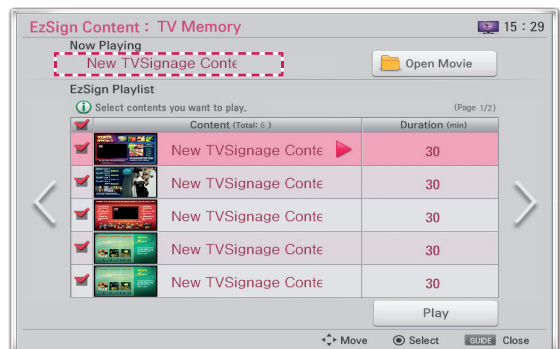 EzSign Content : TV Memory 15 : 29
Now Playing
New TVSignage Conte
Open Movie
EzSign Playlist
Select contents you want to play. (Page 1/2)
Content (Total: 6 ) Duration (min)
New TVSignage Conte 30
New TVSignage Conte 30
New TVSignage Conte 30
New TVSignage Conte 30
New TVSignage Conte 30
Play
Move Select GUIDE Close